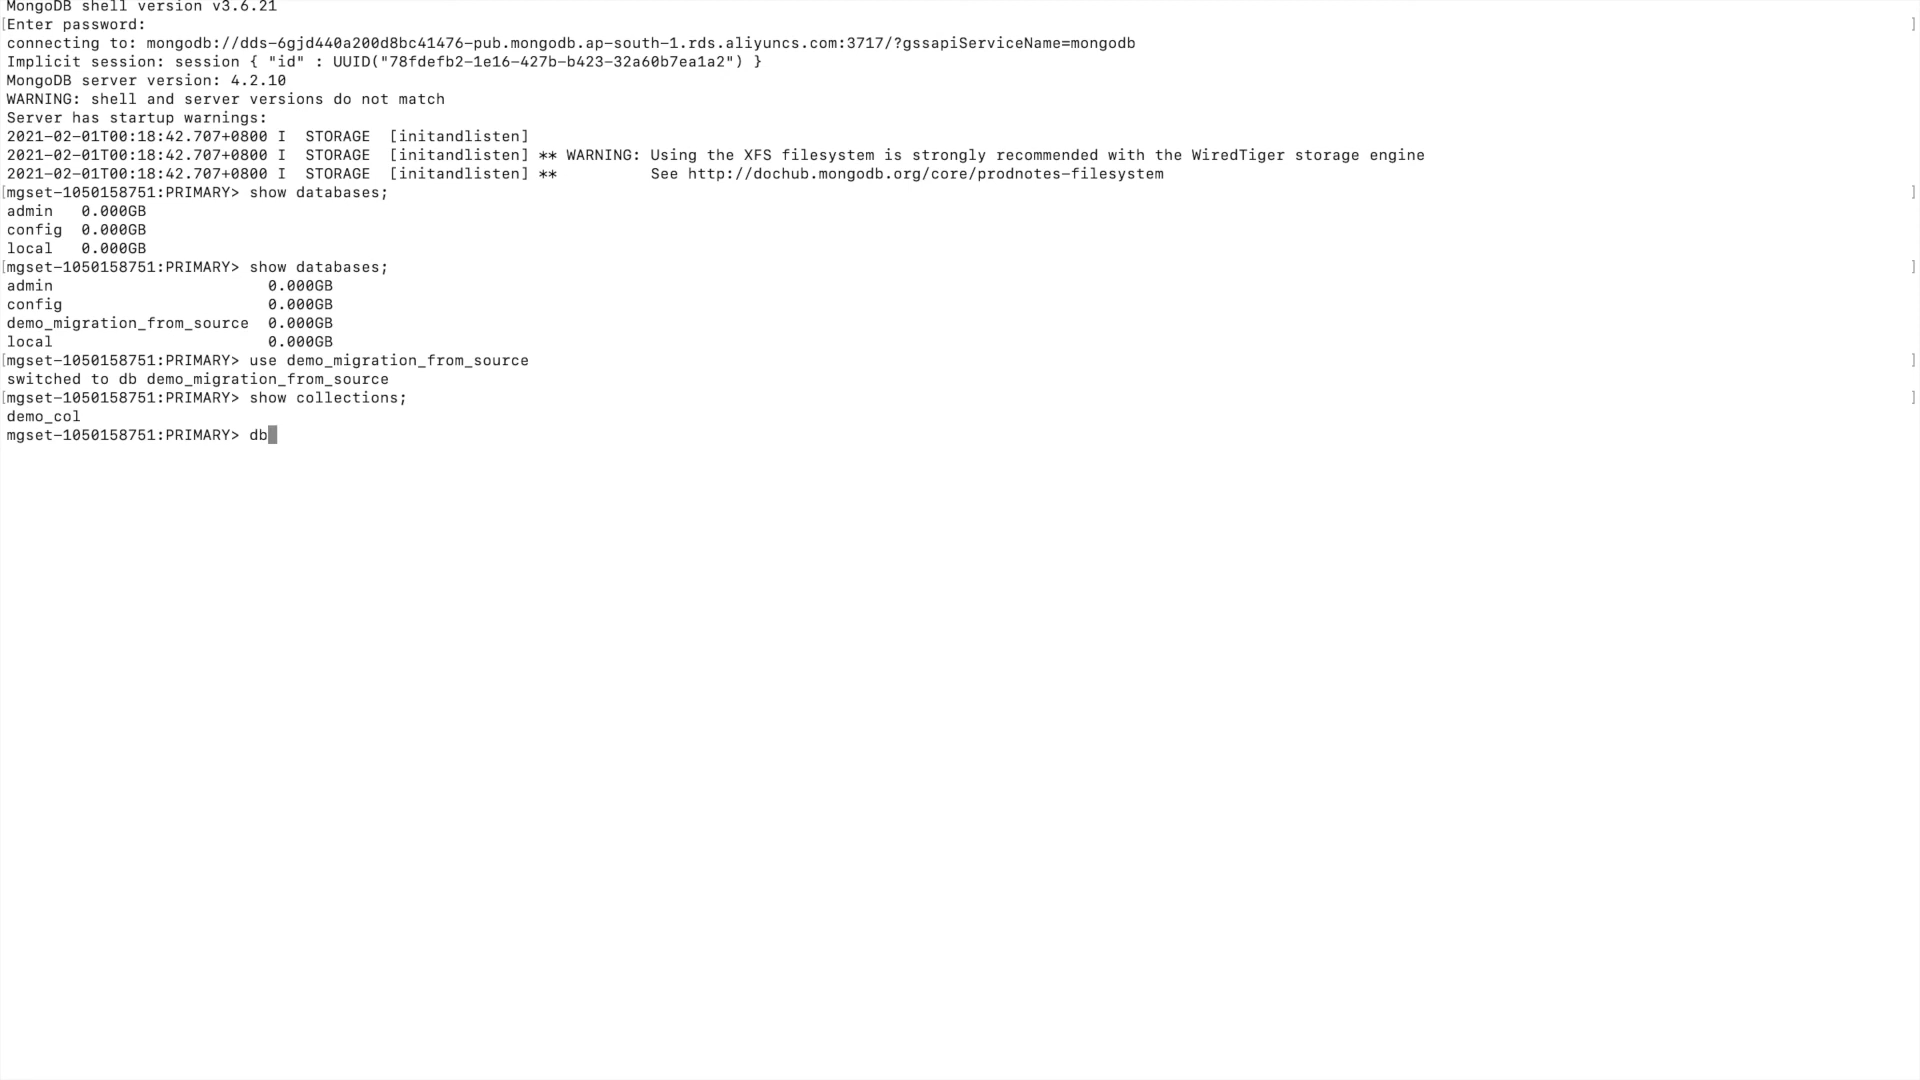 MongoDB shell version v3.6.21
[Enter password: ]
connecting to: mongodb://dds-6gjd440a200d8bc41476-pub.mongodb.ap-south-1.rds.aliyuncs.com:3717/?gssapiServiceName=mongodb
Implicit session: session { "id" : UUID("78fdefb2-1e16-427b-b423-32a60b7ea1a2") }
MongoDB server version: 4.2.10
WARNING: shell and server versions do not match
Server has startup warnings:
2021-02-01T00:18:42.707+0800 I  STORAGE  [initandlisten]
2021-02-01T00:18:42.707+0800 I  STORAGE  [initandlisten] ** WARNING: Using the XFS filesystem is strongly recommended with the WiredTiger storage engine
2021-02-01T00:18:42.707+0800 I  STORAGE  [initandlisten] **          See http://dochub.mongodb.org/core/prodnotes-filesystem
[mgset-1050158751:PRIMARY> show databases; ]
admin   0.000GB
config  0.000GB
local   0.000GB
[mgset-1050158751:PRIMARY> show databases; ]
admin                       0.000GB
config                      0.000GB
demo_migration_from_source  0.000GB
local                       0.000GB
[mgset-1050158751:PRIMARY> use demo_migration_from_source ]
switched to db demo_migration_from_source
[mgset-1050158751:PRIMARY> show collections; ]
demo_col
mgset-1050158751:PRIMARY> db